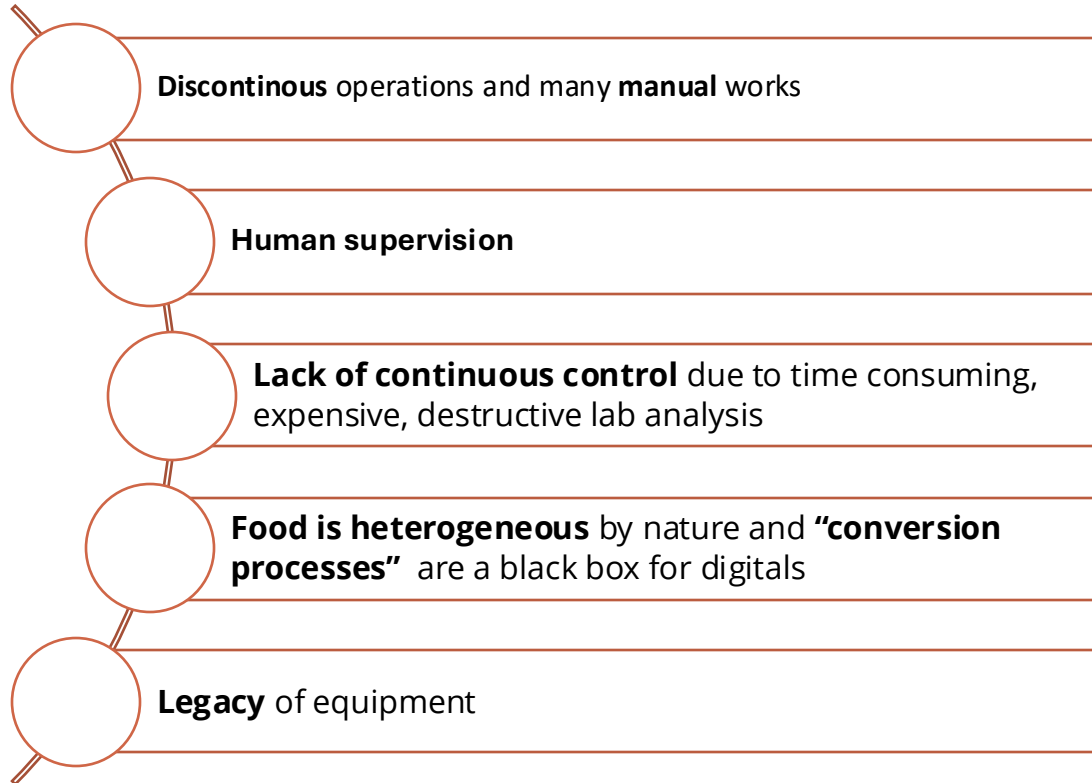 Discontinous operations and many manual works
Human supervision
Lack of continuous control due to time consuming,
expensive, destructive lab analysis
Food is heterogeneous by nature and “conversion
processes” are a black box for digitals
Legacy of equipment